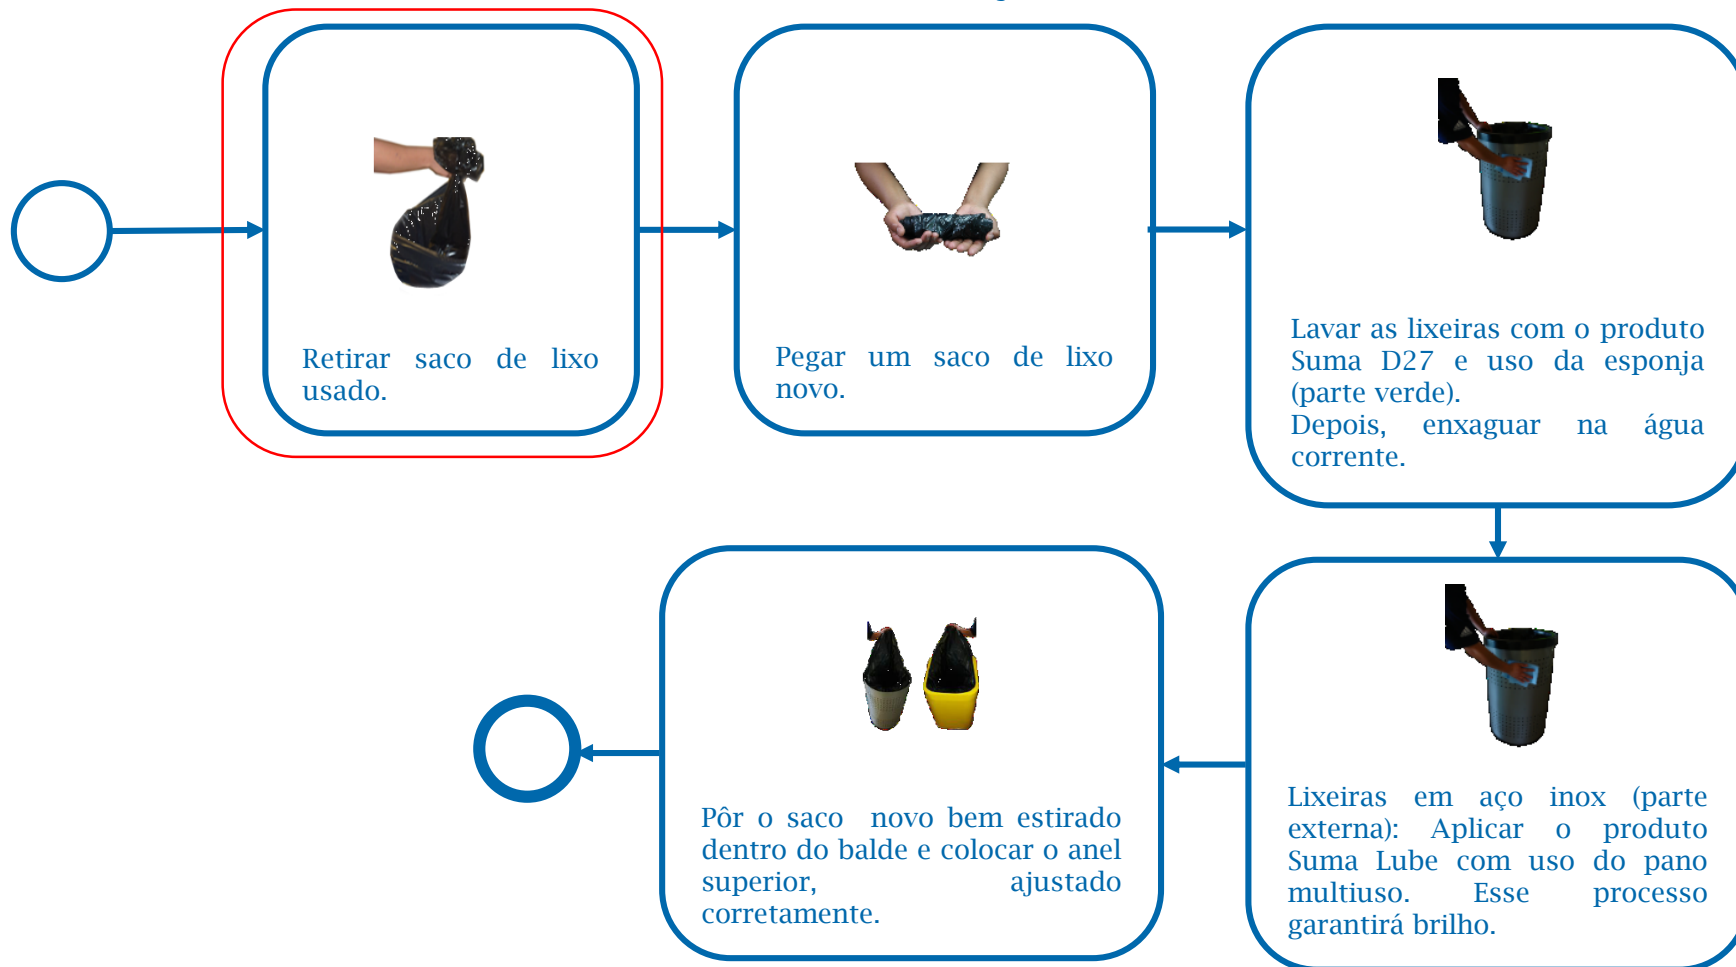 Retirar saco de lixo
usado.
Pegar um saco de lixo
novo.
Lavar as lixeiras com o produto
Suma D27 e uso da esponja
(parte verde).
Depois, enxaguar na água
corrente.
Pôr o saco novo bem estirado
dentro do balde e colocar o anel
superior, ajustado
corretamente.
Lixeiras em aço inox (parte
externa): Aplicar o produto
Suma Lube com uso do pano
multiuso. Esse processo
garantirá brilho.